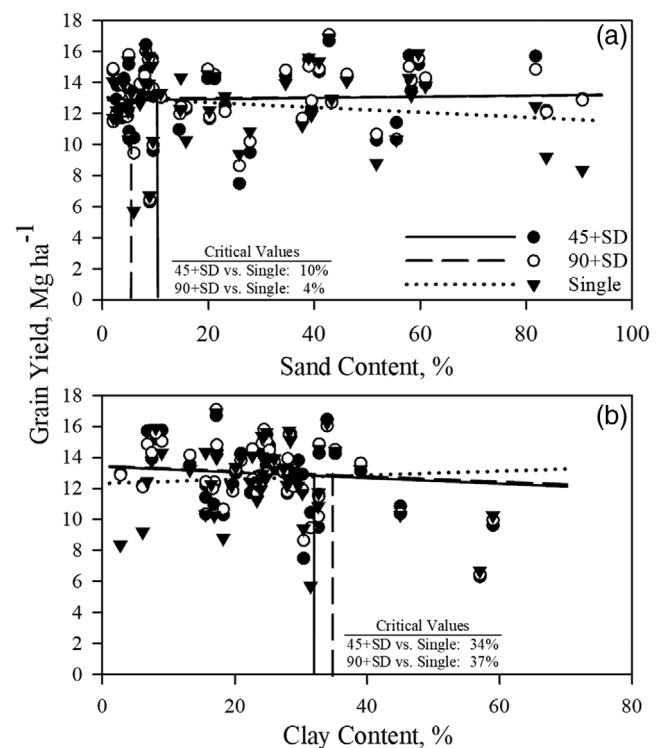 (a)
18
16
14
12
10
8
6
4
2
0
Critical Values
45+SD vs. Single: 10%
90+SD vs. Single: 4%
45+SD
90+SD
Single
0 20 40 60 80 100
Sand Content, %
Grain Yield, Mg ha-1
(b)
18
16
14
12
10
8
6
4
2
0
Critical Values
45+SD vs. Single: 34%
90+SD vs. Single: 37%
0 20 40 60 80
Clay Content, %